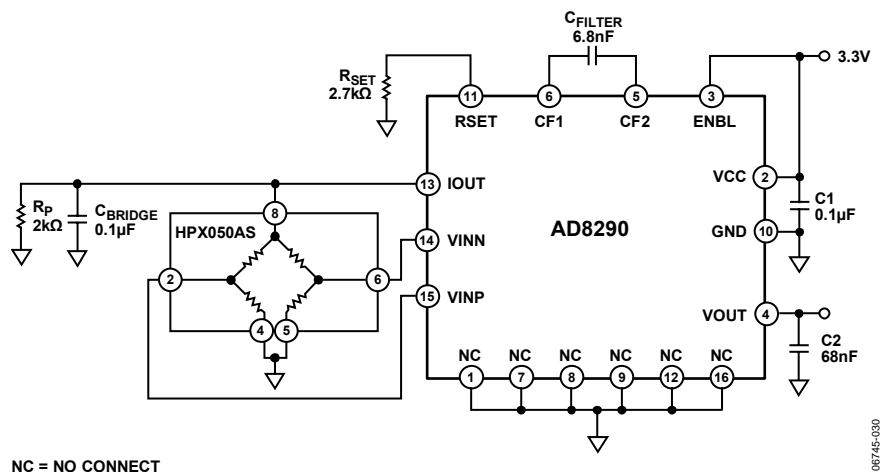 CFILTER
6.8nF
3.3V
RSET
2.7kΩ
11
6
5
3
RSET
CF1
CF2
ENBL
13
IOUT
VCC
2
RP
2kΩ
CBRIDGE
0.1µF
8
HPX050AS
C1
0.1µF
AD8290
14
VINN
GND
10
2
6
15
VINP
4
5
VOUT
4
C2
68nF
NC
NC
NC
NC
NC
NC
1
7
8
9
12
16
NC = NO CONNECT
06745-030